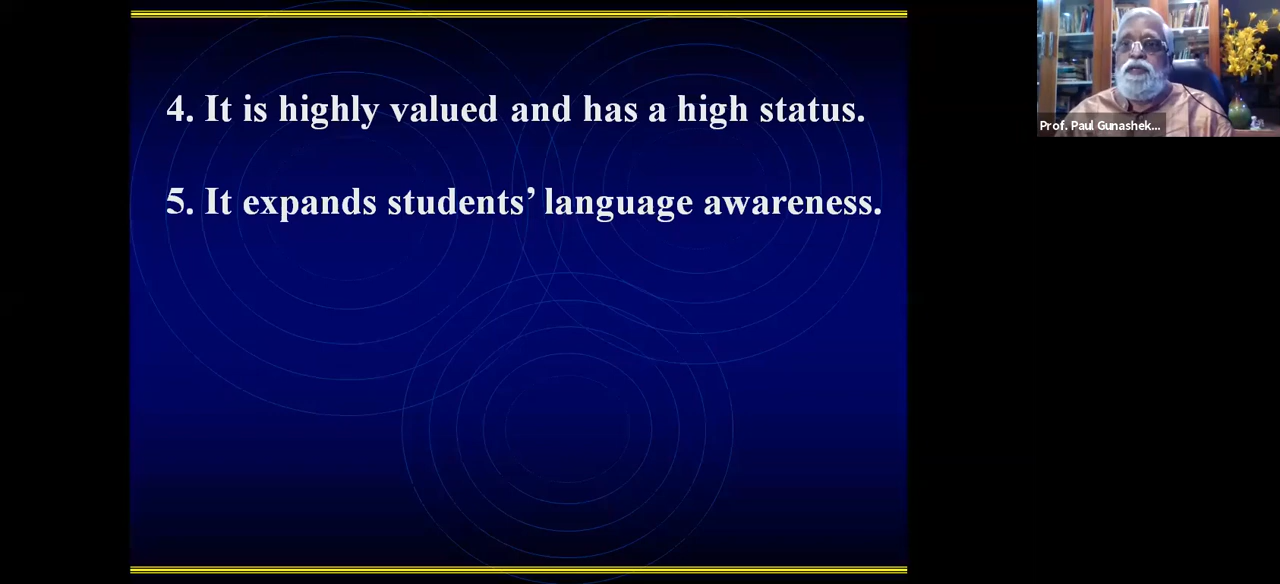 4. It is highly valued and has a high status.
5. It expands students’ language awareness.
Prof. Paul Gunashek...